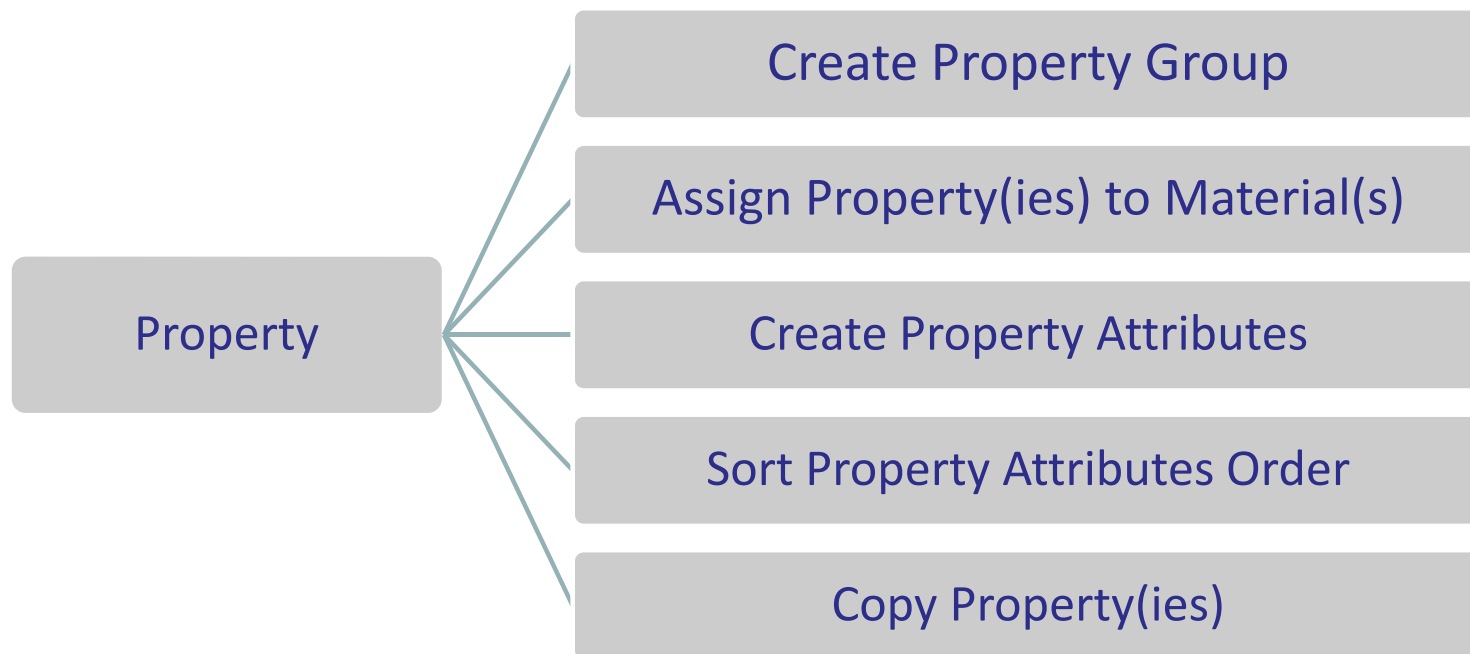 Property
Create Property Group
Assign Property(ies) to Material(s)
Create Property Attributes
Sort Property Attributes Order
Copy Property(ies)